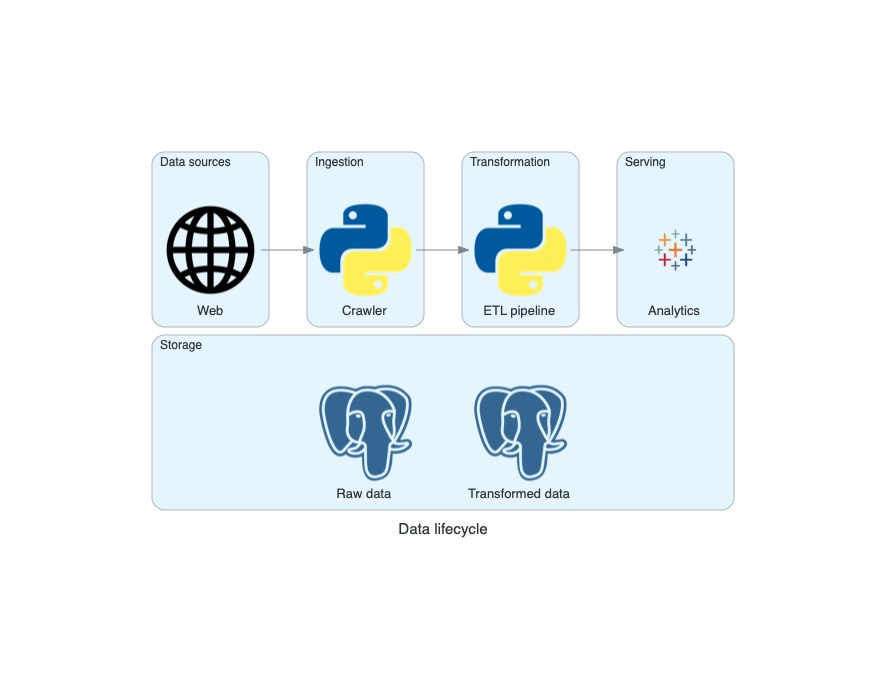 Data sources
Ingestion
Transformation
Serving
Web
Crawler
ETL pipeline
Analytics
Storage
Raw data
Transformed data
Data lifecycle